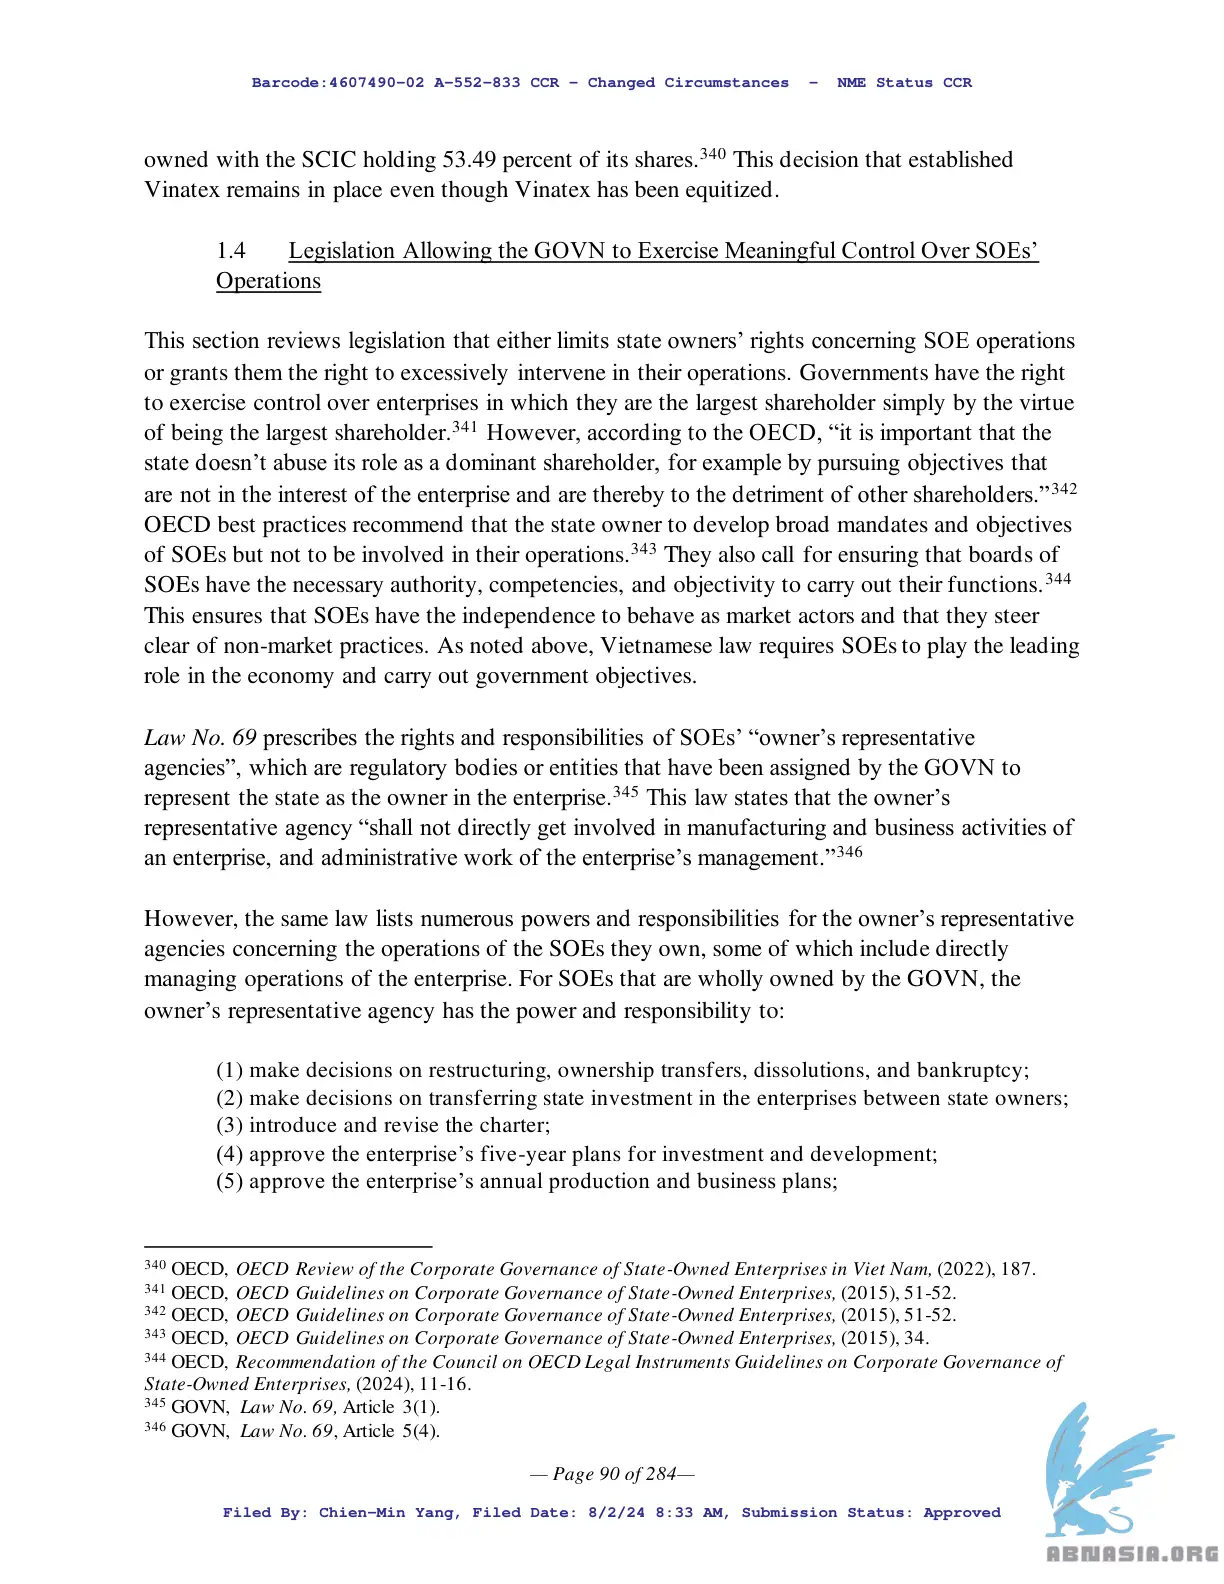 Barcode:4607490-02 A-552-833 CCR - Changed Circumstances - NME Status CCR
owned with the SCIC holding 53.49 percent of its shares.340 This decision that established
Vinatex remains in place even though Vinatex has been equitized.
1.4 Legislation Allowing the GOVN to Exercise Meaningful Control Over SOEs’
Operations
This section reviews legislation that either limits state owners’ rights concerning SOE operations
or grants them the right to excessively intervene in their operations. Governments have the right
to exercise control over enterprises in which they are the largest shareholder simply by the virtue
of being the largest shareholder.341 However, according to the OECD, “it is important that the
state doesn’t abuse its role as a dominant shareholder, for example by pursuing objectives that
are not in the interest of the enterprise and are thereby to the detriment of other shareholders.”342
OECD best practices recommend that the state owner to develop broad mandates and objectives
of SOEs but not to be involved in their operations.343 They also call for ensuring that boards of
SOEs have the necessary authority, competencies, and objectivity to carry out their functions.344
This ensures that SOEs have the independence to behave as market actors and that they steer
clear of non-market practices. As noted above, Vietnamese law requires SOEs to play the leading
role in the economy and carry out government objectives.
Law No. 69 prescribes the rights and responsibilities of SOEs’ “owner’s representative
agencies”, which are regulatory bodies or entities that have been assigned by the GOVN to
represent the state as the owner in the enterprise.345 This law states that the owner’s
representative agency “shall not directly get involved in manufacturing and business activities of
an enterprise, and administrative work of the enterprise’s management.”346
However, the same law lists numerous powers and responsibilities for the owner’s representative
agencies concerning the operations of the SOEs they own, some of which include directly
managing operations of the enterprise. For SOEs that are wholly owned by the GOVN, the
owner’s representative agency has the power and responsibility to:
(1) make decisions on restructuring, ownership transfers, dissolutions, and bankruptcy;
(2) make decisions on transferring state investment in the enterprises between state owners;
(3) introduce and revise the charter;
(4) approve the enterprise’s five-year plans for investment and development;
(5) approve the enterprise’s annual production and business plans;
340 OECD, OECD Review of the Corporate Governance of State-Owned Enterprises in Viet Nam, (2022), 187.
341 OECD, OECD Guidelines on Corporate Governance of State-Owned Enterprises, (2015), 51-52.
342 OECD, OECD Guidelines on Corporate Governance of State-Owned Enterprises, (2015), 51-52.
343 OECD, OECD Guidelines on Corporate Governance of State-Owned Enterprises, (2015), 34.
344 OECD, Recommendation of the Council on OECD Legal Instruments Guidelines on Corporate Governance of
State-Owned Enterprises, (2024), 11-16.
345 GOVN, Law No. 69, Article 3(1).
346 GOVN, Law No. 69, Article 5(4).
— Page 90 of 284—
Filed By: Chien-Min Yang, Filed Date: 8/2/24 8:33 AM, Submission Status: Approved
ABNASIA.ORG